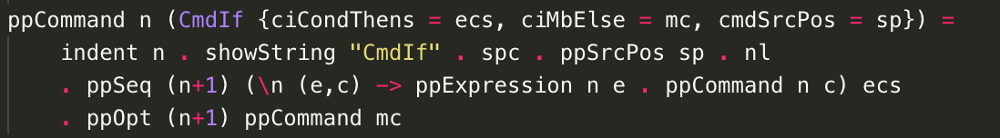 ppCommand n (CmdIf {ciCondThens = ecs, ciMbElse = mc, cmdSrcPos = sp}) =
    indent n . showString "CmdIf" . spc . ppSrcPos sp . nl
    . ppSeq (n+1) (\n (e,c) -> ppExpression n e . ppCommand n c) ecs
    . ppOpt (n+1) ppCommand mc